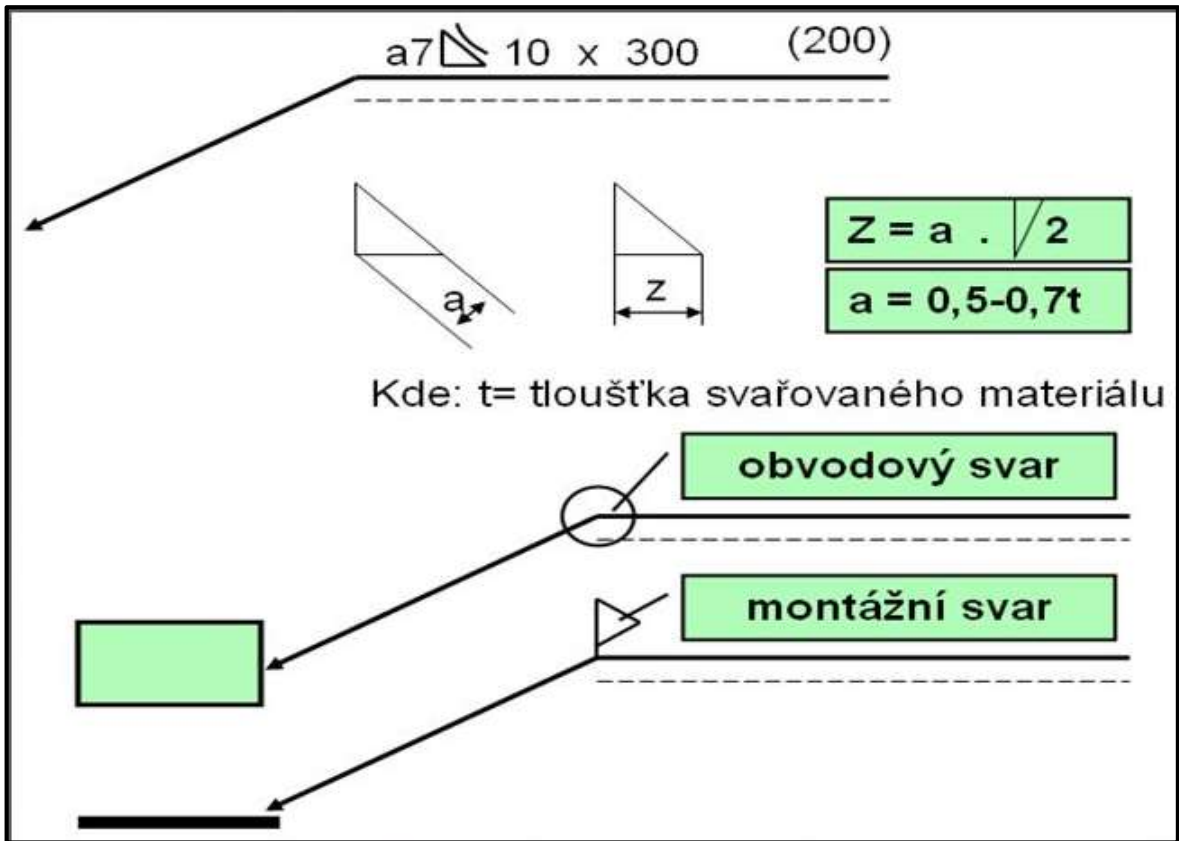 a7 10 x 300 (200)
a
z
Z = a . √2
a = 0,5-0,7t
Kde: t= tloušťka svařovaného materiálu
obvodový svar
montážní svar